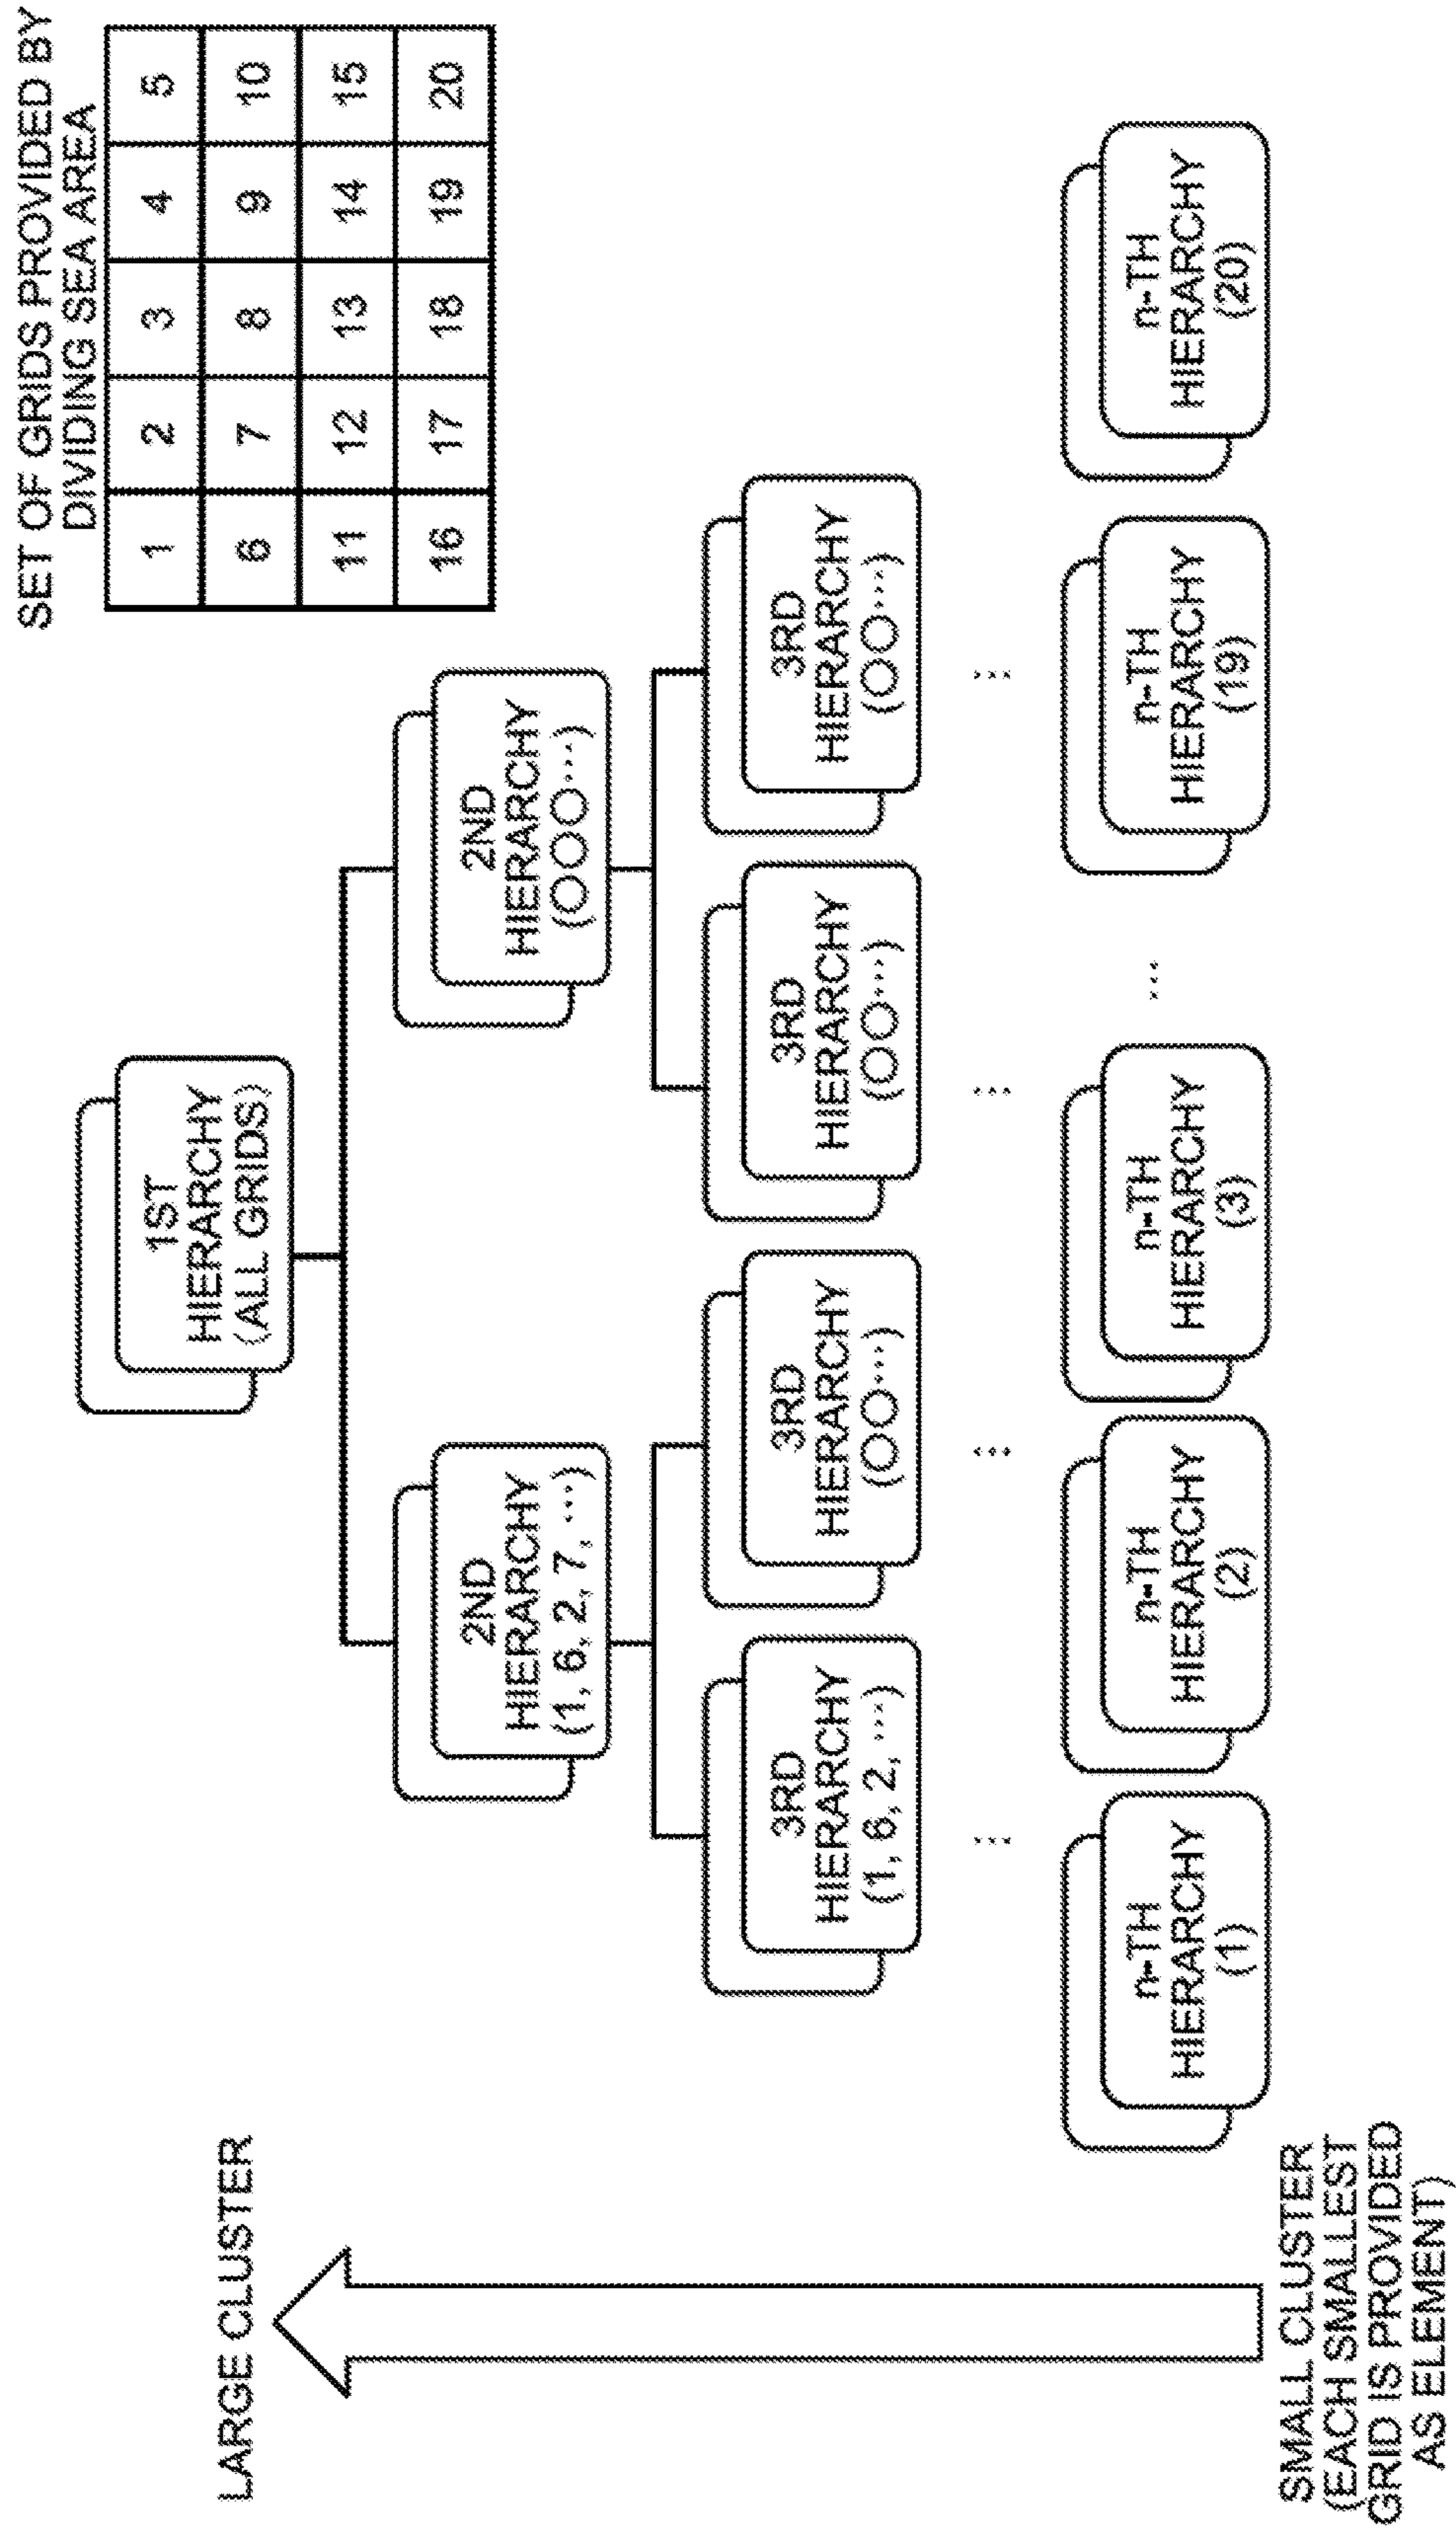 SET OF GRIDS PROVIDED BY
DIVIDING SEA AREA
1 2 3 4 5
6 7 8 9 10
11 12 13 14 15
16 17 18 19 20
LARGE CLUSTER
1ST
HIERARCHY
(ALL GRIDS)
2ND
HIERARCHY
(1, 6, 2, 7, ...)
2ND
HIERARCHY
(○○○...)
3RD
HIERARCHY
(1, 6, 2, ...)
3RD
HIERARCHY
(○○...)
3RD
HIERARCHY
(○○...)
3RD
HIERARCHY
(○○...)
...
...
...
...
n-TH
HIERARCHY
(1)
n-TH
HIERARCHY
(2)
n-TH
HIERARCHY
(3)
...
n-TH
HIERARCHY
(19)
n-TH
HIERARCHY
(20)
SMALL CLUSTER
(EACH SMALLEST
GRID IS PROVIDED
AS ELEMENT)